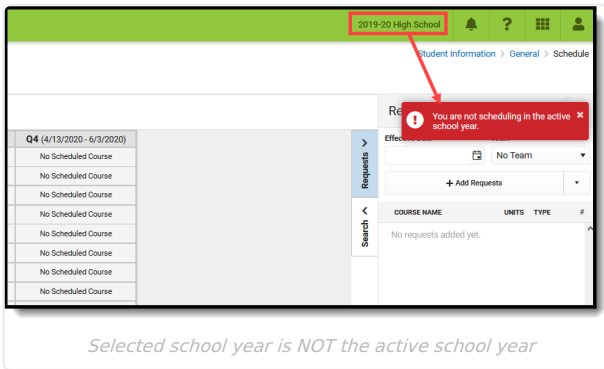 2019-20 High School
?
Student Information > General > Schedule
Re
You are not scheduling in the active
school year.
×
No Team
+ Add Requests
COURSE NAME UNITS TYPE #
No requests added yet.
Requests
Search
Q4 (4/13/2020 - 6/3/2020)
No Scheduled Course
No Scheduled Course
No Scheduled Course
No Scheduled Course
No Scheduled Course
No Scheduled Course
No Scheduled Course
No Scheduled Course
Selected school year is NOT the active school year